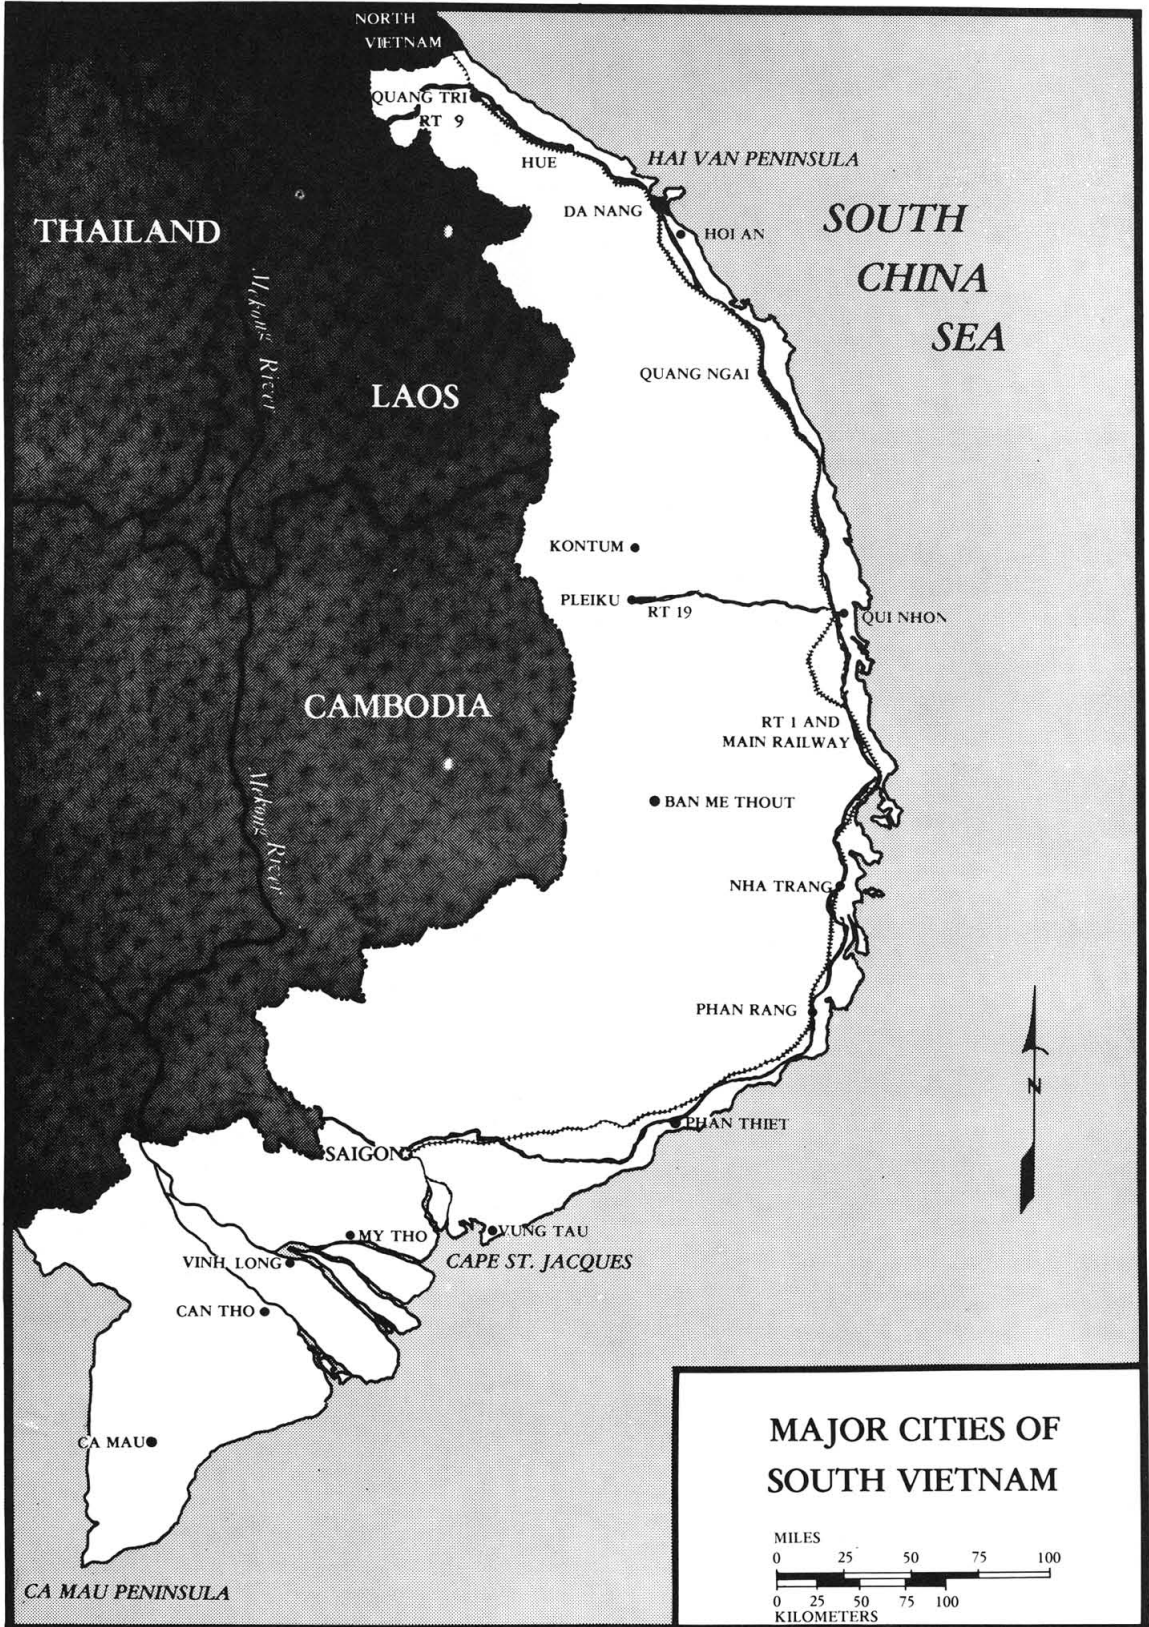 NORTH
VIETNAM
QUANG TRI
RT 9
HUE
HAI VAN PENINSULA
DA NANG
HOI AN
THAILAND
SOUTH
CHINA
SEA
Mekong River
LAOS
QUANG NGAI
KONTUM
PLEIKU
RT 19
QUI NHON
CAMBODIA
RT 1 AND
MAIN RAILWAY
Mekong River
BAN ME THOUT
NHA TRANG
PHAN RANG
N
PHAN THIET
SAIGON
MY THO
VUNG TAU
VINH LONG
CAPE ST. JACQUES
CAN THO
CA MAU
CA MAU PENINSULA
MAJOR CITIES OF
SOUTH VIETNAM
MILES
0 25 50 75 100
0 25 50 75 100
KILOMETERS